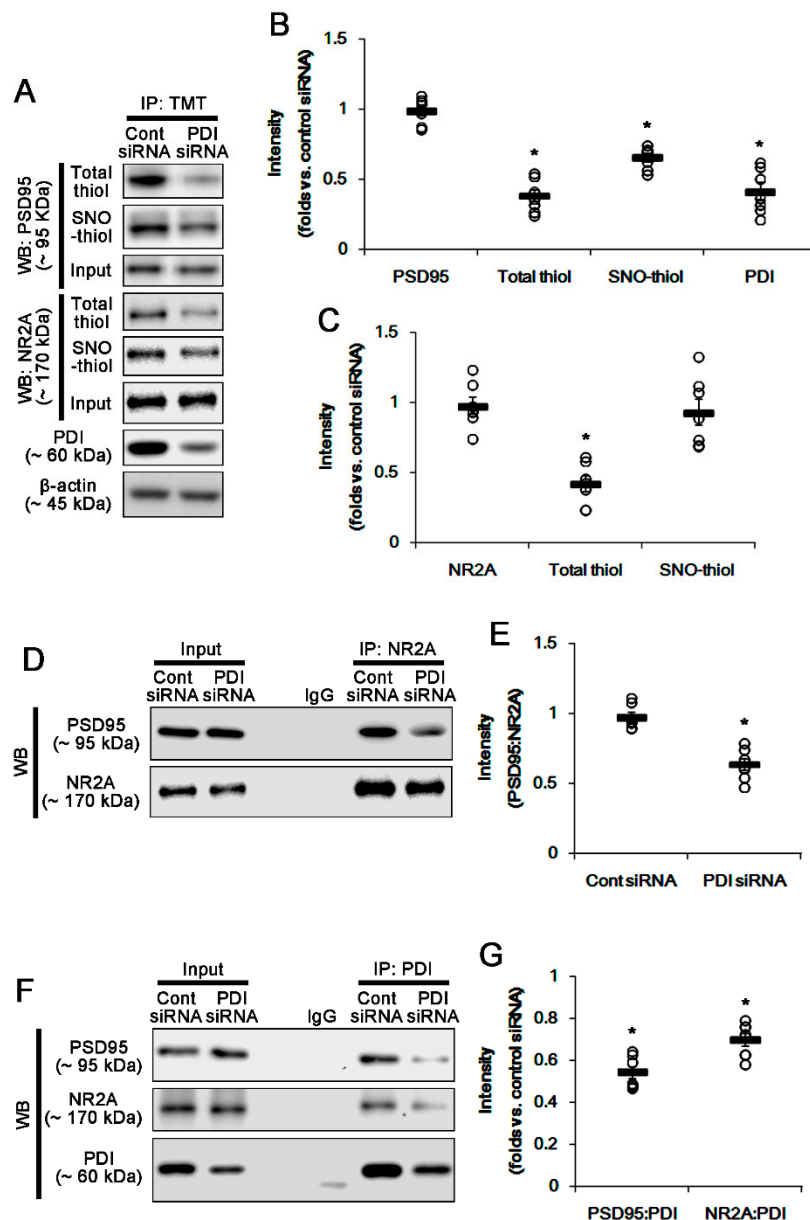 A
IP: TMT
Cont siRNA
PDI siRNA
WB: PSD95
(~ 95 KDa)
Total thiol
SNO -thiol
Input
WB: NR2A
(~ 170 kDa)
Total thiol
SNO -thiol
Input
PDI
(~ 60 kDa)
β-actin
(~ 45 kDa)
B
Intensity
(folds vs. control siRNA)
1.5
1
0.5
0
*
*
*
PSD95 Total thiol SNO-thiol PDI
C
Intensity
(folds vs. control siRNA)
1.5
1
0.5
0
*
NR2A Total thiol SNO-thiol
D
Input
IP: NR2A
Cont PDI
siRNA siRNA
IgG
Cont PDI
siRNA siRNA
WB
PSD95
(~ 95 kDa)
NR2A
(~ 170 kDa)
E
Intensity
(PSD95:NR2A)
1.5
1
0.5
0
*
Cont siRNA PDI siRNA
F
Input
IP: PDI
Cont PDI
siRNA siRNA
IgG
Cont PDI
siRNA siRNA
WB
PSD95
(~ 95 kDa)
NR2A
(~ 170 kDa)
PDI
(~ 60 kDa)
G
Intensity
(folds vs. control siRNA)
1
0.8
0.6
0.4
0.2
0
*
*
PSD95:PDI NR2A:PDI